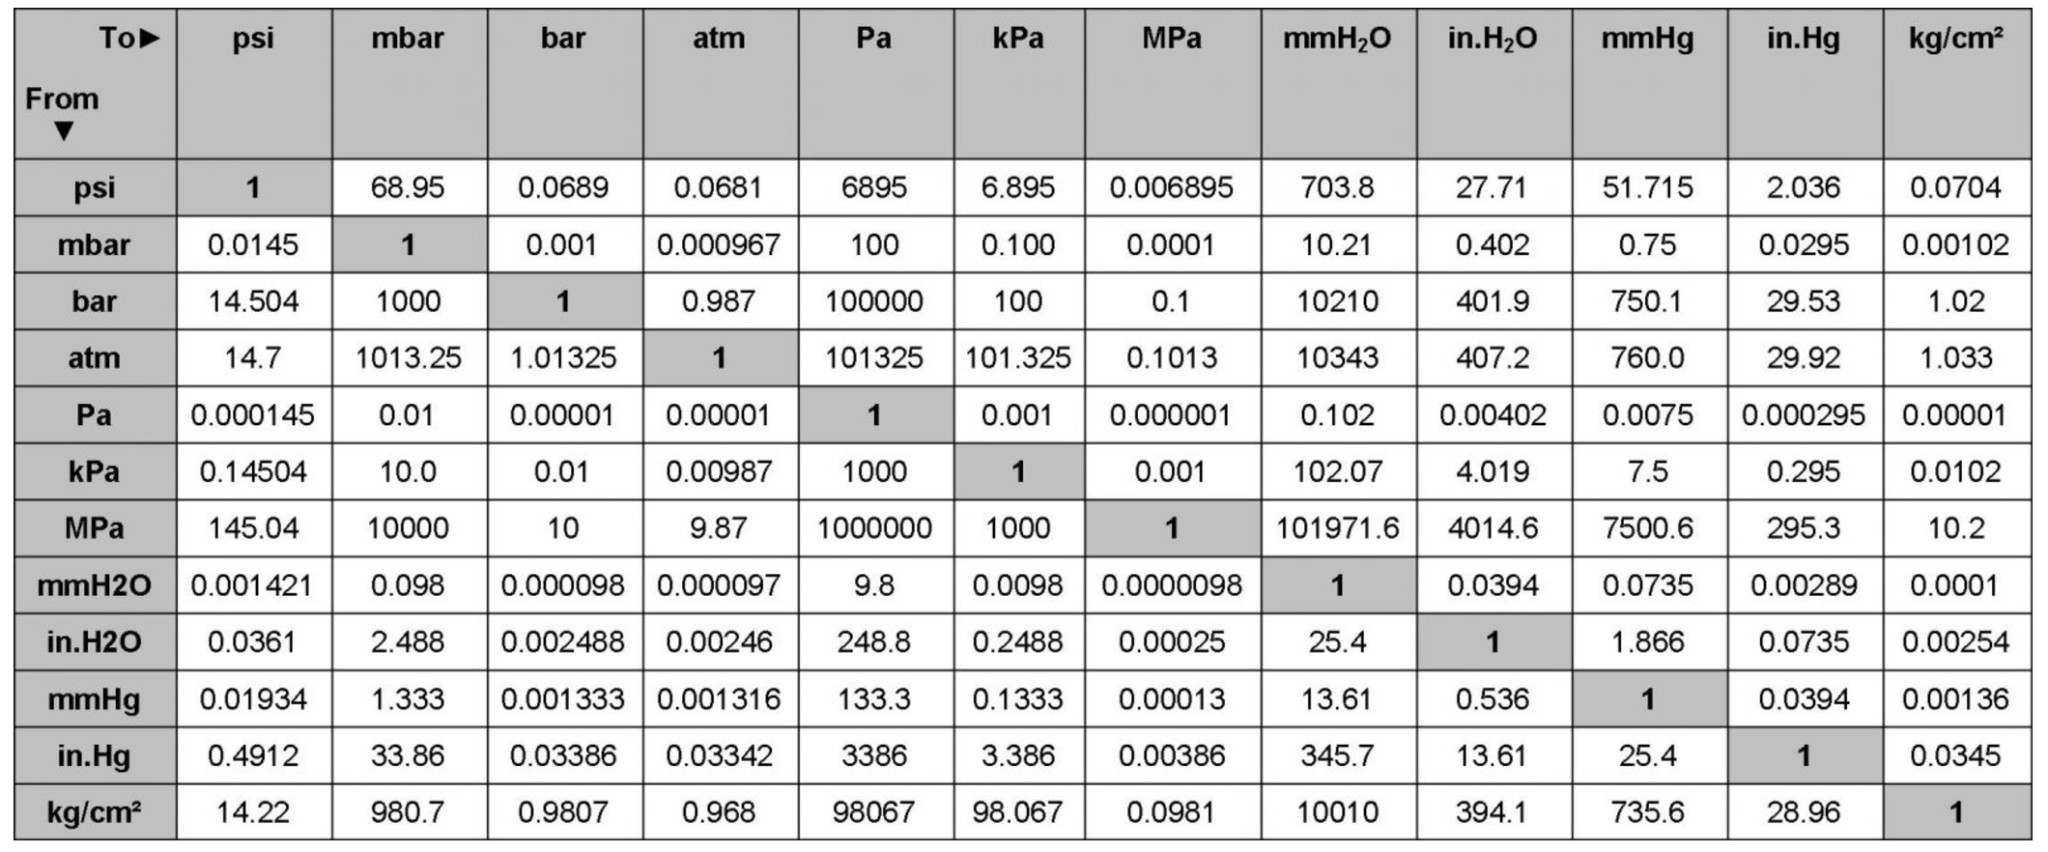 To► psi mbar bar atm Pa kPa MPa mmH₂O in.H₂O mmHg in.Hg kg/cm²
From
▼
psi 1 68.95 0.0689 0.0681 6895 6.895 0.006895 703.8 27.71 51.715 2.036 0.0704
mbar 0.0145 1 0.001 0.000967 100 0.100 0.0001 10.21 0.402 0.75 0.0295 0.00102
bar 14.504 1000 1 0.987 100000 100 0.1 10210 401.9 750.1 29.53 1.02
atm 14.7 1013.25 1.01325 1 101325 101.325 0.1013 10343 407.2 760.0 29.92 1.033
Pa 0.000145 0.01 0.00001 0.00001 1 0.001 0.000001 0.102 0.00402 0.0075 0.000295 0.00001
kPa 0.14504 10.0 0.01 0.00987 1000 1 0.001 102.07 4.019 7.5 0.295 0.0102
MPa 145.04 10000 10 9.87 1000000 1000 1 101971.6 4014.6 7500.6 295.3 10.2
mmH2O 0.001421 0.098 0.000098 0.000097 9.8 0.0098 0.0000098 1 0.0394 0.0735 0.00289 0.0001
in.H2O 0.0361 2.488 0.002488 0.00246 248.8 0.2488 0.00025 25.4 1 1.866 0.0735 0.00254
mmHg 0.01934 1.333 0.001333 0.001316 133.3 0.1333 0.00013 13.61 0.536 1 0.0394 0.00136
in.Hg 0.4912 33.86 0.03386 0.03342 3386 3.386 0.00386 345.7 13.61 25.4 1 0.0345
kg/cm² 14.22 980.7 0.9807 0.968 98067 98.067 0.0981 10010 394.1 735.6 28.96 1